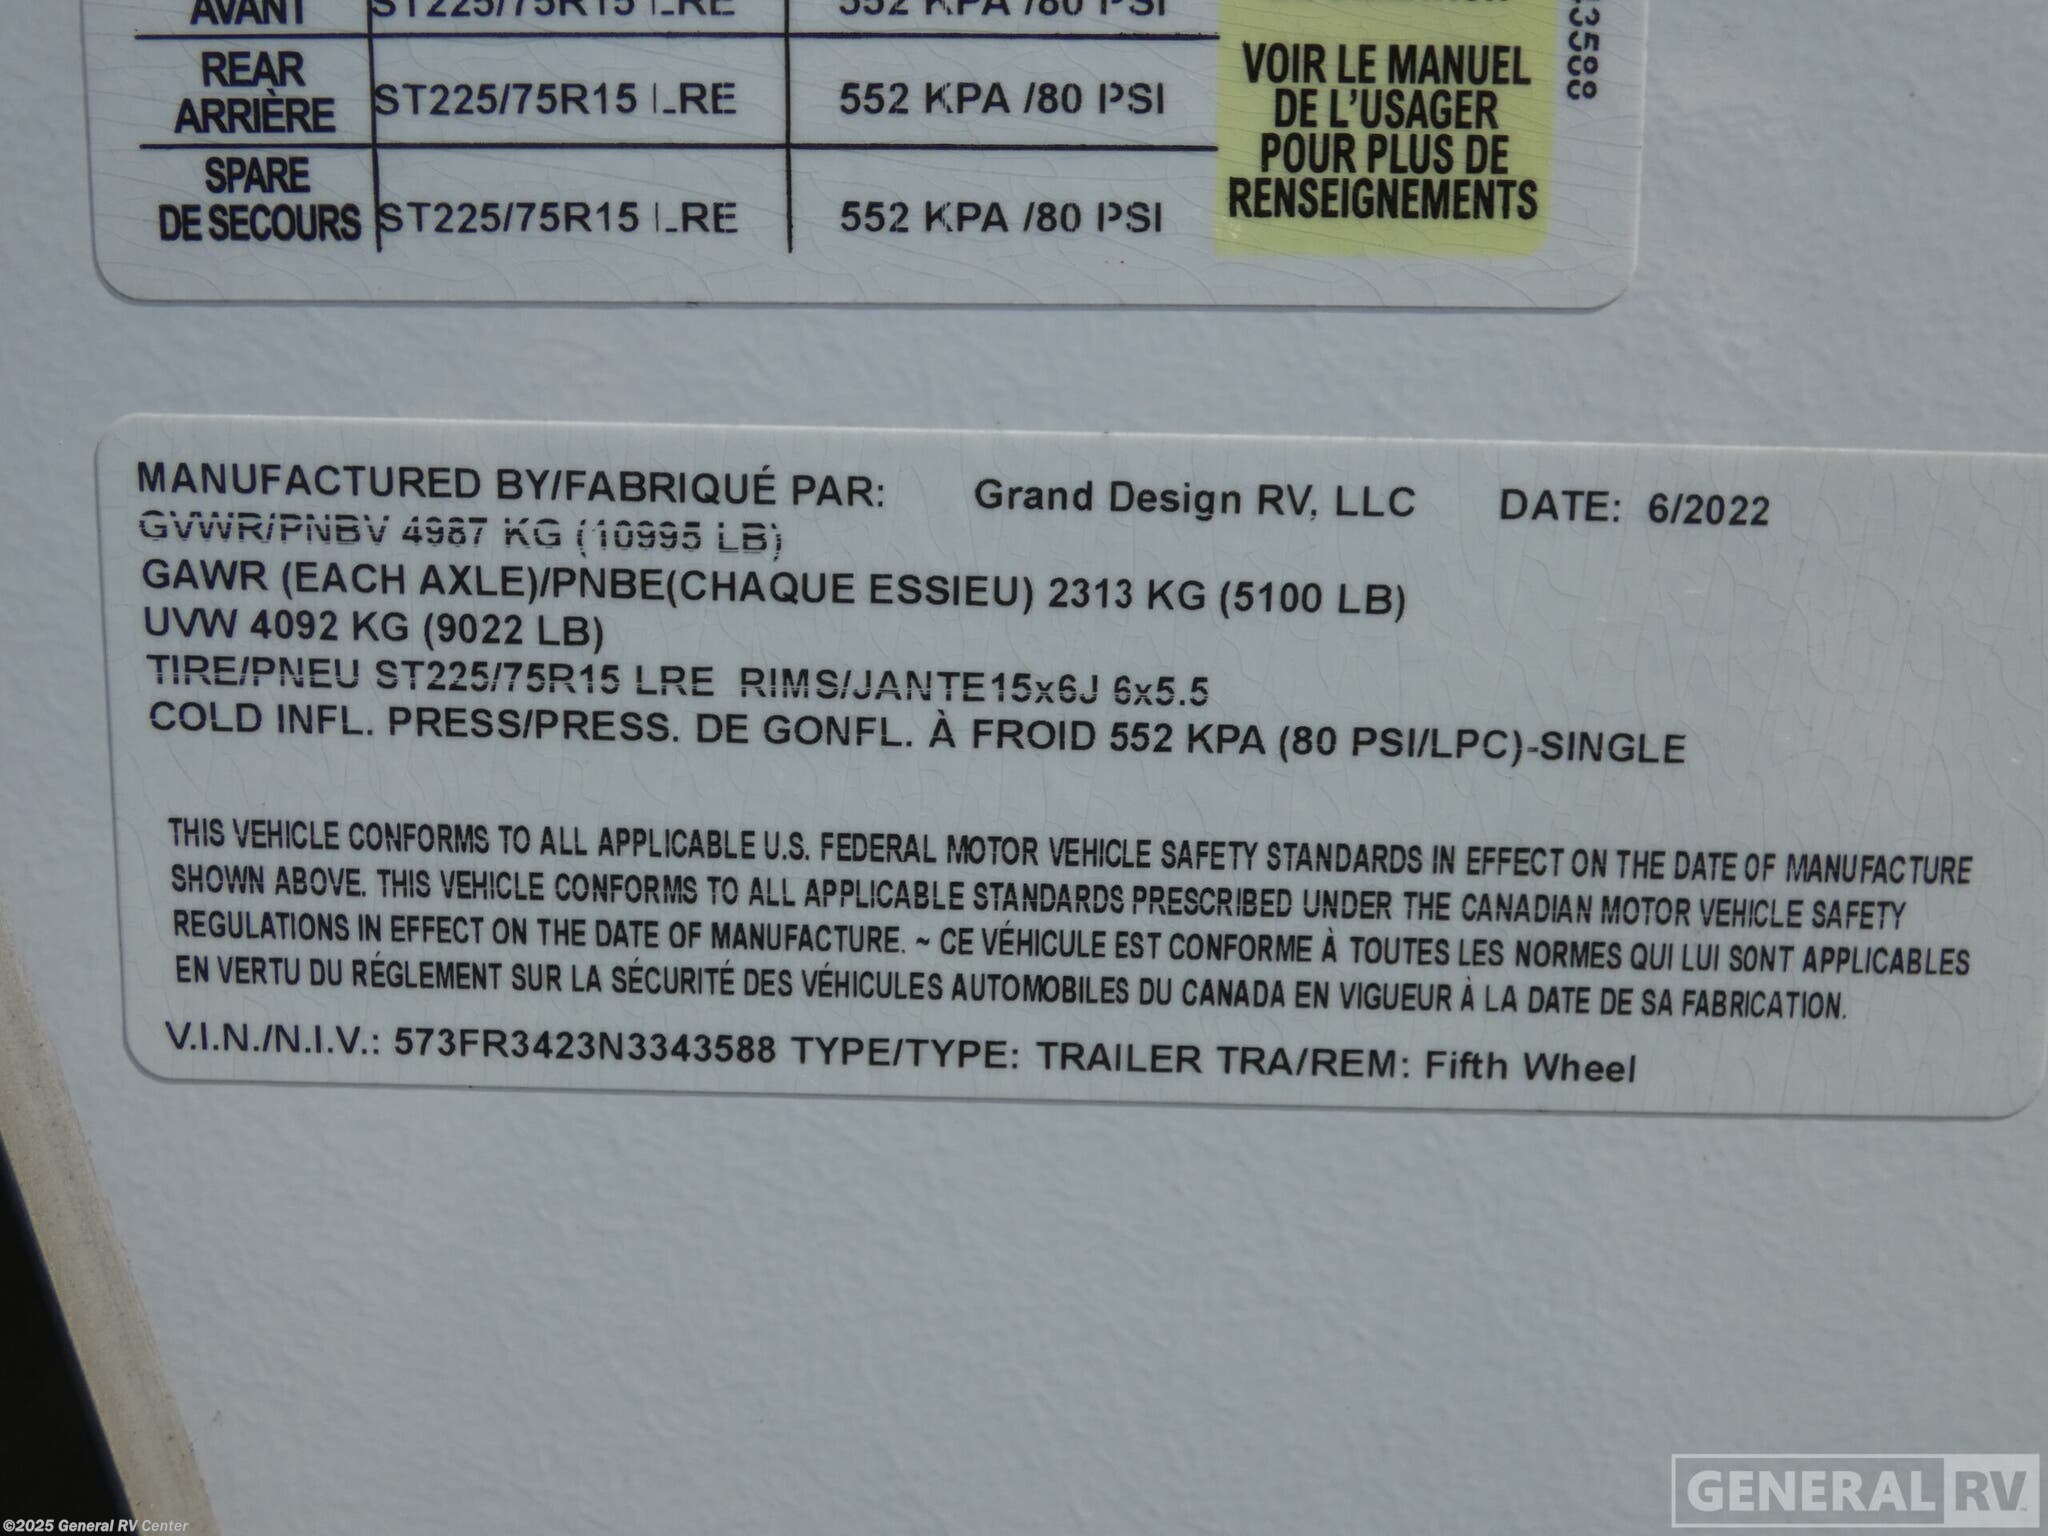 AVANT ST225/75R15 LRE 552 KPA /80 PSI
REAR
ARRIÈRE ST225/75R15 LRE 552 KPA /80 PSI
SPARE
DE SECOURS ST225/75R15 LRE 552 KPA /80 PSI
VOIR LE MANUEL
DE L'USAGER
POUR PLUS DE
RENSEIGNEMENTS
43588
MANUFACTURED BY/FABRIQUÉ PAR: Grand Design RV, LLC DATE: 6/2022
GVWR/PNBV 4987 KG (10995 LB)
GAWR (EACH AXLE)/PNBE(CHAQUE ESSIEU) 2313 KG (5100 LB)
UVW 4092 KG (9022 LB)
TIRE/PNEU ST225/75R15 LRE RIMS/JANTE15x6J 6x5.5
COLD INFL. PRESS/PRESS. DE GONFL. À FROID 552 KPA (80 PSI/LPC)-SINGLE
THIS VEHICLE CONFORMS TO ALL APPLICABLE U.S. FEDERAL MOTOR VEHICLE SAFETY STANDARDS IN EFFECT ON THE DATE OF MANUFACTURE
SHOWN ABOVE. THIS VEHICLE CONFORMS TO ALL APPLICABLE STANDARDS PRESCRIBED UNDER THE CANADIAN MOTOR VEHICLE SAFETY
REGULATIONS IN EFFECT ON THE DATE OF MANUFACTURE. ~ CE VÉHICULE EST CONFORME À TOUTES LES NORMES QUI LUI SONT APPLICABLES
EN VERTU DU RÉGLEMENT SUR LA SÉCURITÉ DES VÉHICULES AUTOMOBILES DU CANADA EN VIGUEUR À LA DATE DE SA FABRICATION.
V.I.N./N.I.V.: 573FR3423N3343588 TYPE/TYPE: TRAILER TRA/REM: Fifth Wheel
GENERAL RV
©2025 General RV Center